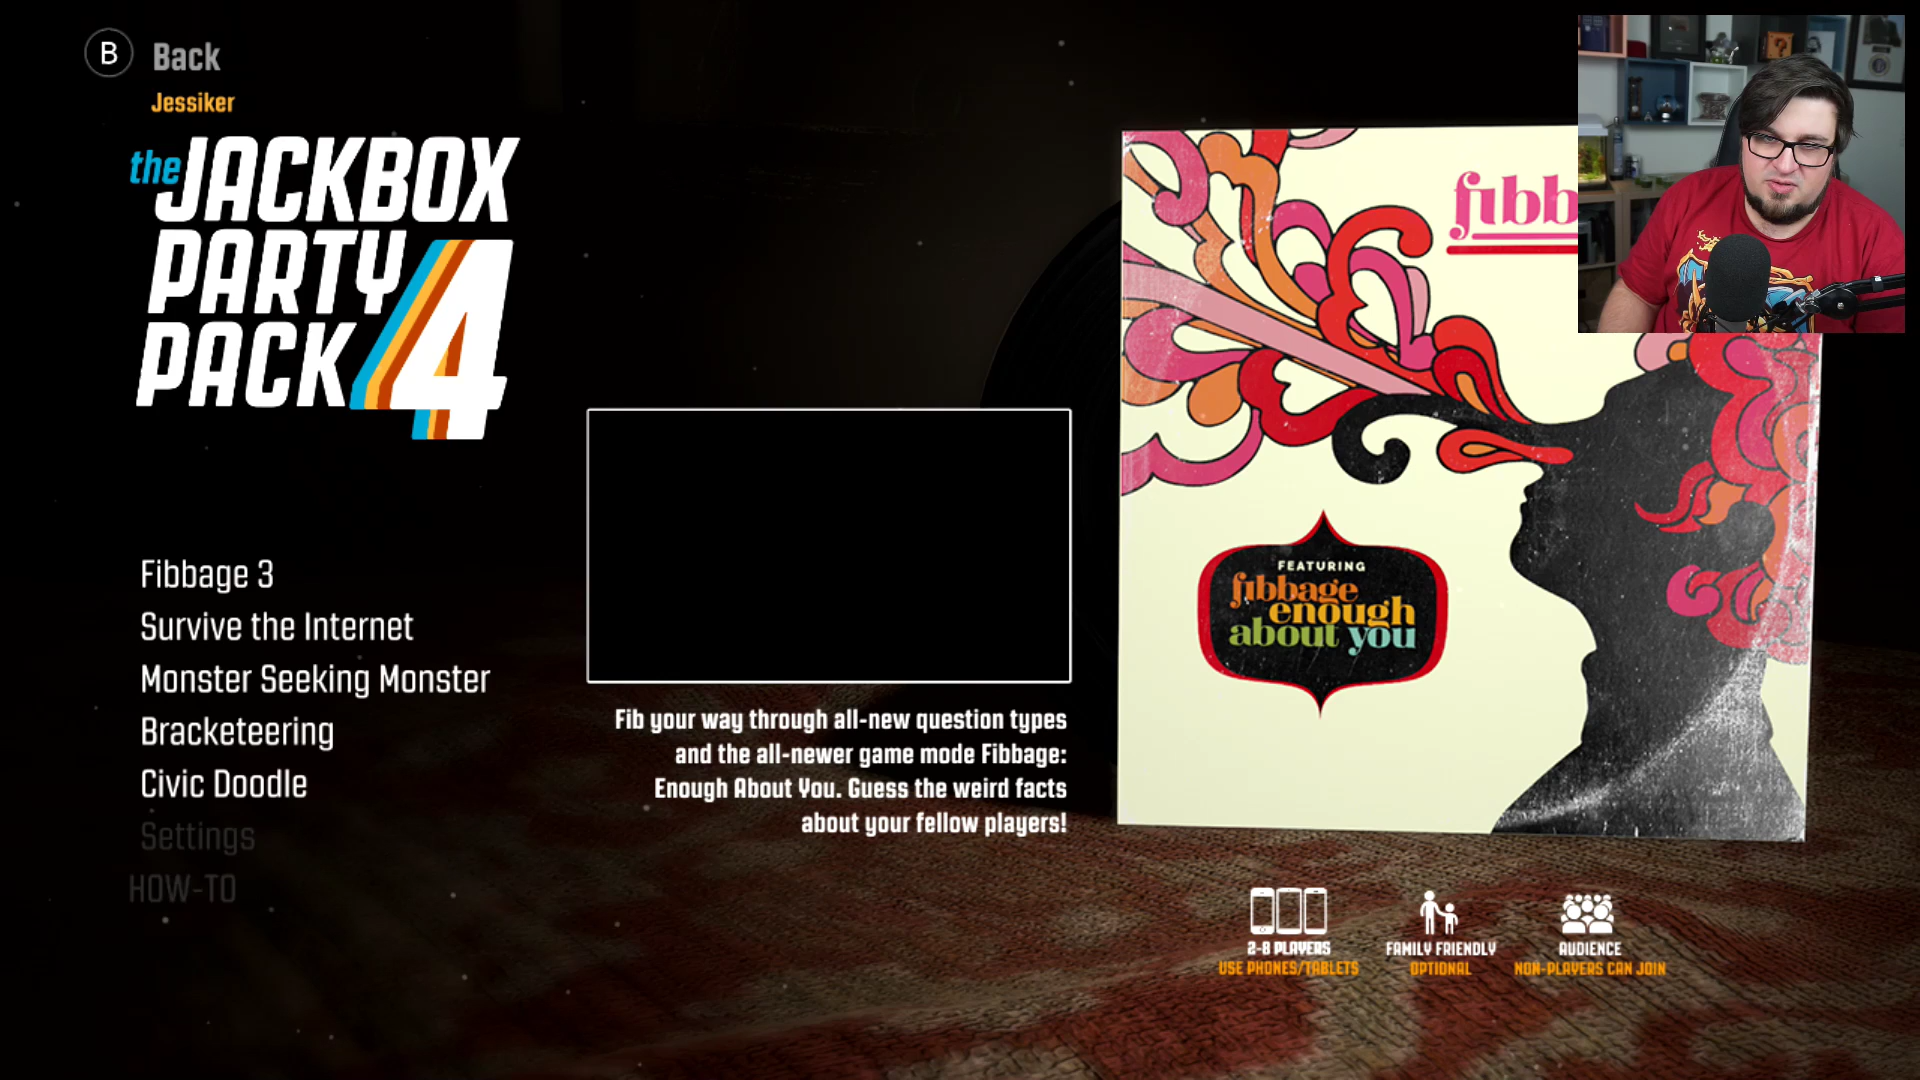 B Back
Jessiker
the JACKBOX
PARTY
PACK 4
Fibbage 3
Survive the Internet
Monster Seeking Monster
Bracketeering
Civic Doodle
Settings
HOW-TO
Fib your way through all-new question types
and the all-newer game mode Fibbage:
Enough About You. Guess the weird facts
about your fellow players!
fibb
FEATURING
fibbage
enough
about you
2-8 PLAYERS
USE PHONES/TABLETS
FAMILY FRIENDLY
OPTIONAL
AUDIENCE
NON-PLAYERS CAN JOIN